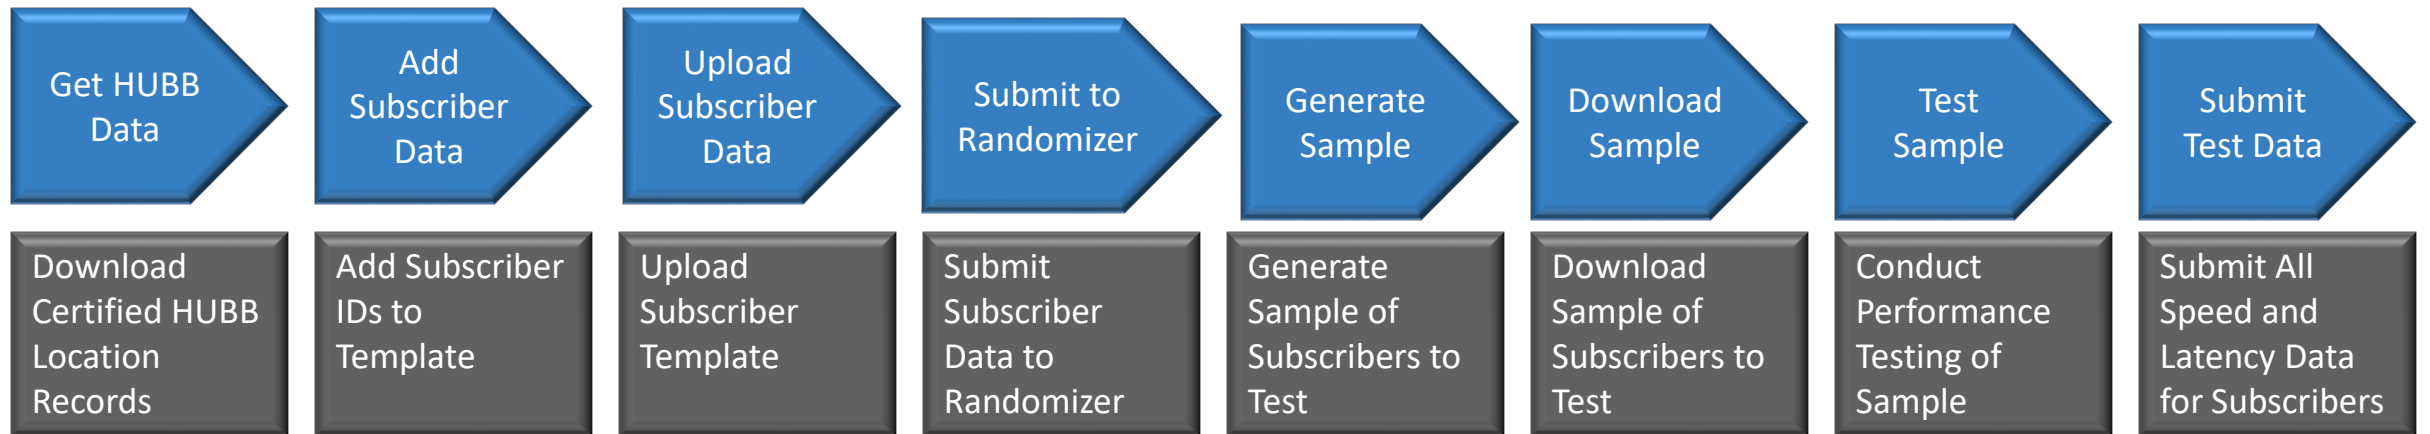 Get HUBB
Data
Add
Subscriber
Data
Upload
Subscriber
Data
Submit to
Randomizer
Generate
Sample
Download
Sample
Test
Sample
Submit
Test Data
Download
Certified HUBB
Location
Records
Add Subscriber
IDs to
Template
Upload
Subscriber
Template
Submit
Subscriber
Data to
Randomizer
Generate
Sample of
Subscribers to
Test
Download
Sample of
Subscribers to
Test
Conduct
Performance
Testing of
Sample
Submit All
Speed and
Latency Data
for Subscribers